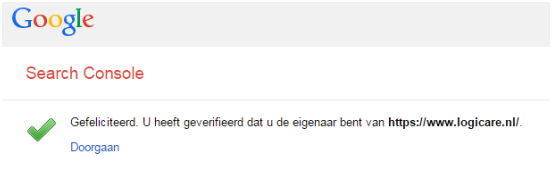 Google
Search Console
Gefeliciteerd. U heeft geverifieerd dat u de eigenaar bent van https://www.logicare.nl/.
Doorgaan